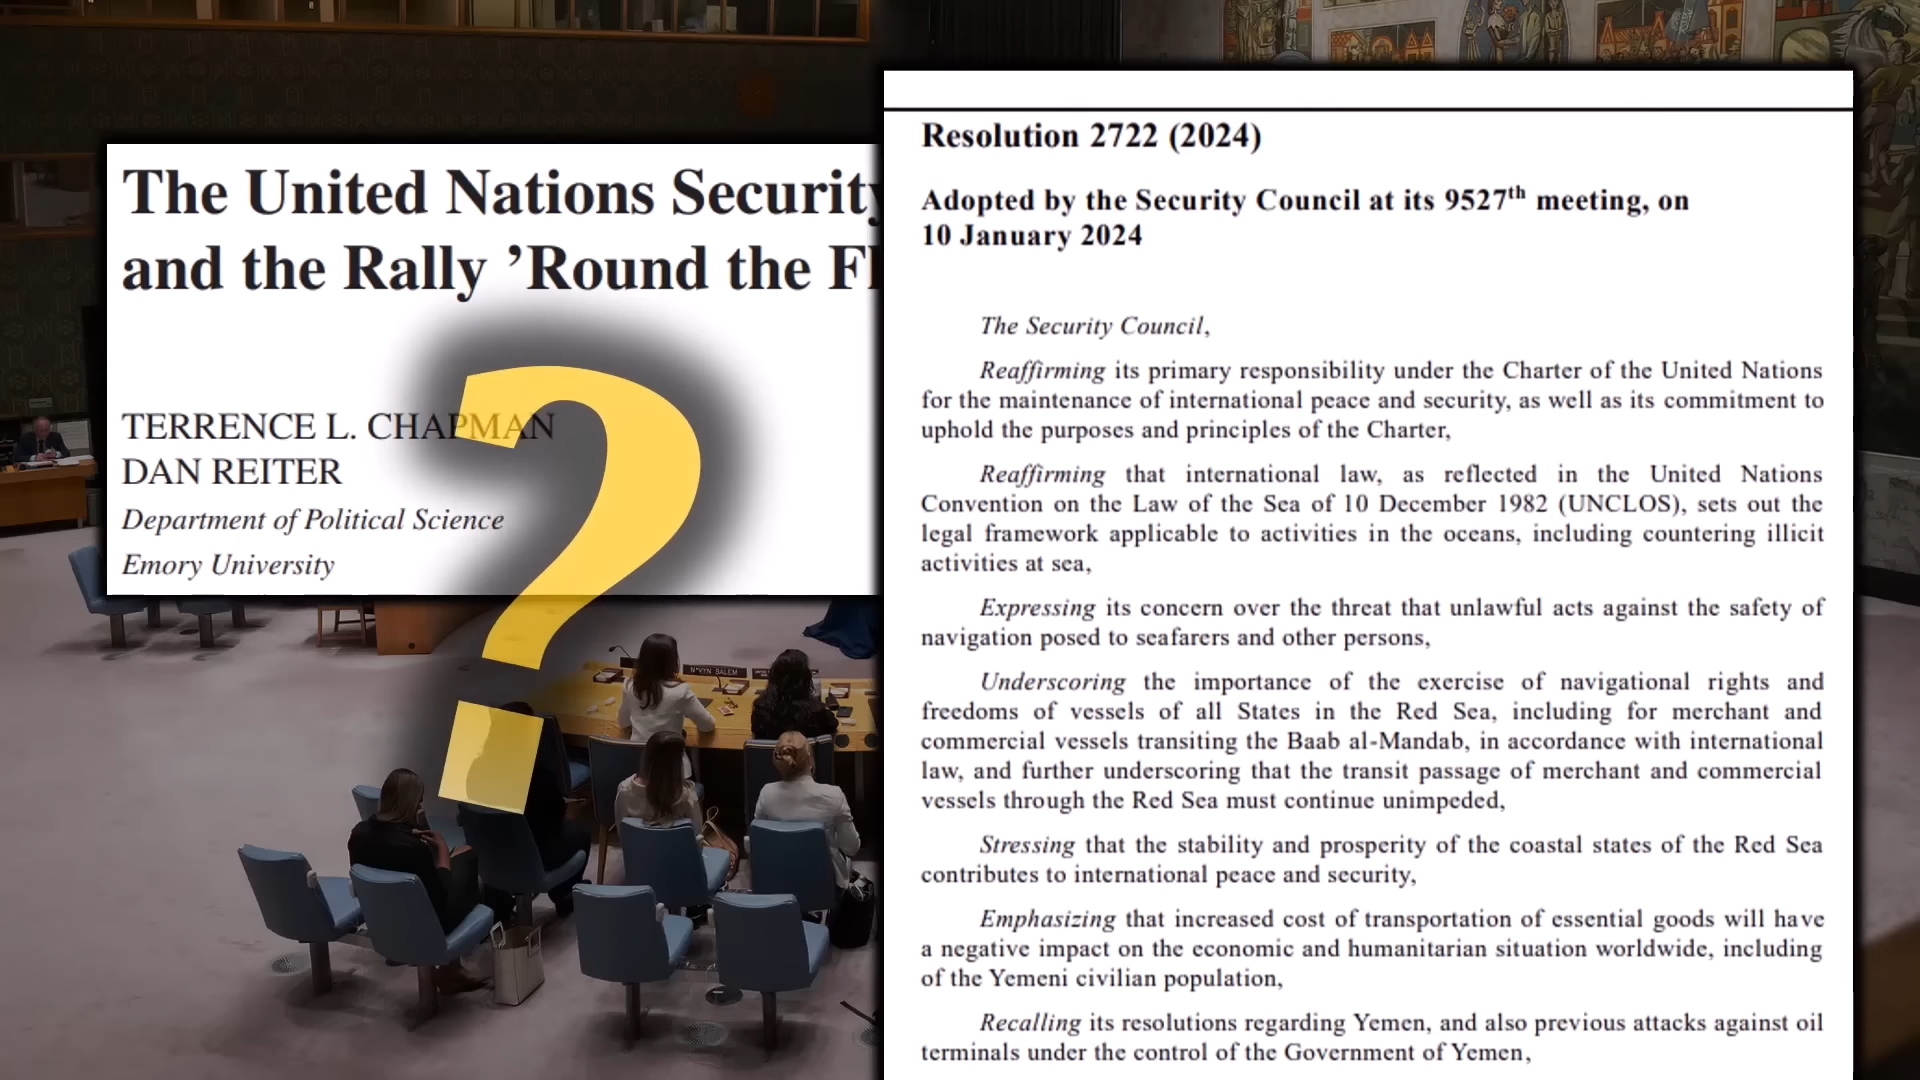 The United Nations Security
and the Rally ’Round the Fl
TERRENCE L. CHAPMAN
DAN REITER
Department of Political Science
Emory University
?
Resolution 2722 (2024)
Adopted by the Security Council at its 9527th meeting, on
10 January 2024
The Security Council,
Reaffirming its primary responsibility under the Charter of the United Nations
for the maintenance of international peace and security, as well as its commitment to
uphold the purposes and principles of the Charter,
Reaffirming that international law, as reflected in the United Nations
Convention on the Law of the Sea of 10 December 1982 (UNCLOS), sets out the
legal framework applicable to activities in the oceans, including countering illicit
activities at sea,
Expressing its concern over the threat that unlawful acts against the safety of
navigation posed to seafarers and other persons,
Underscoring the importance of the exercise of navigational rights and
freedoms of vessels of all States in the Red Sea, including for merchant and
commercial vessels transiting the Baab al-Mandab, in accordance with international
law, and further underscoring that the transit passage of merchant and commercial
vessels through the Red Sea must continue unimpeded,
Stressing that the stability and prosperity of the coastal states of the Red Sea
contributes to international peace and security,
Emphasizing that increased cost of transportation of essential goods will have
a negative impact on the economic and humanitarian situation worldwide, including
of the Yemeni civilian population,
Recalling its resolutions regarding Yemen, and also previous attacks against oil
terminals under the control of the Government of Yemen,